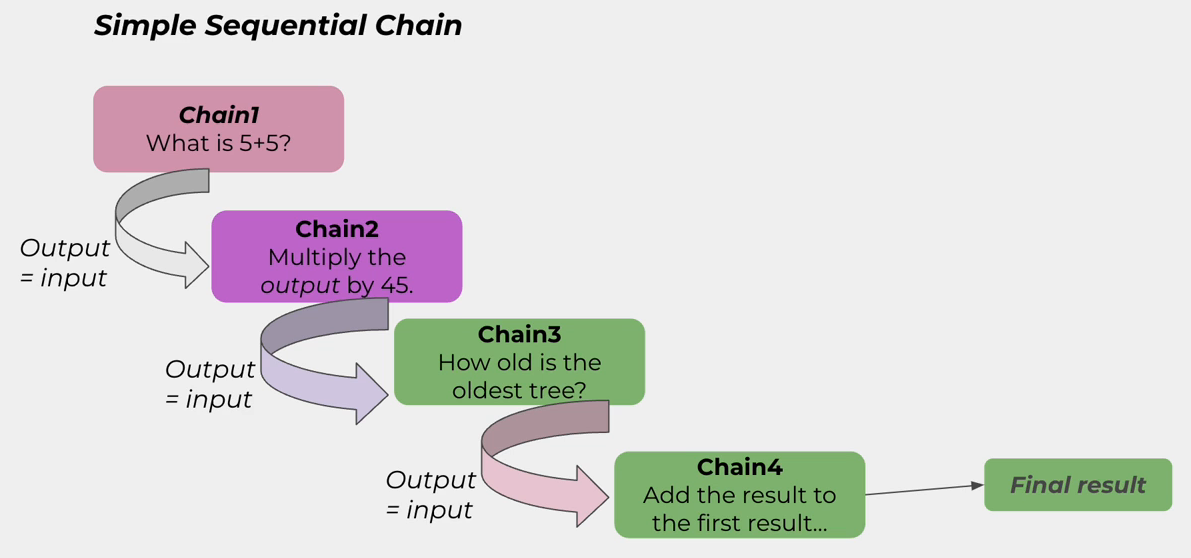 Simple Sequential Chain
Chain1
What is 5+5?
Output
= input
Chain2
Multiply the
output by 45.
Output
= input
Chain3
How old is the
oldest tree?
Output
= input
Chain4
Add the result to
the first result...
Final result